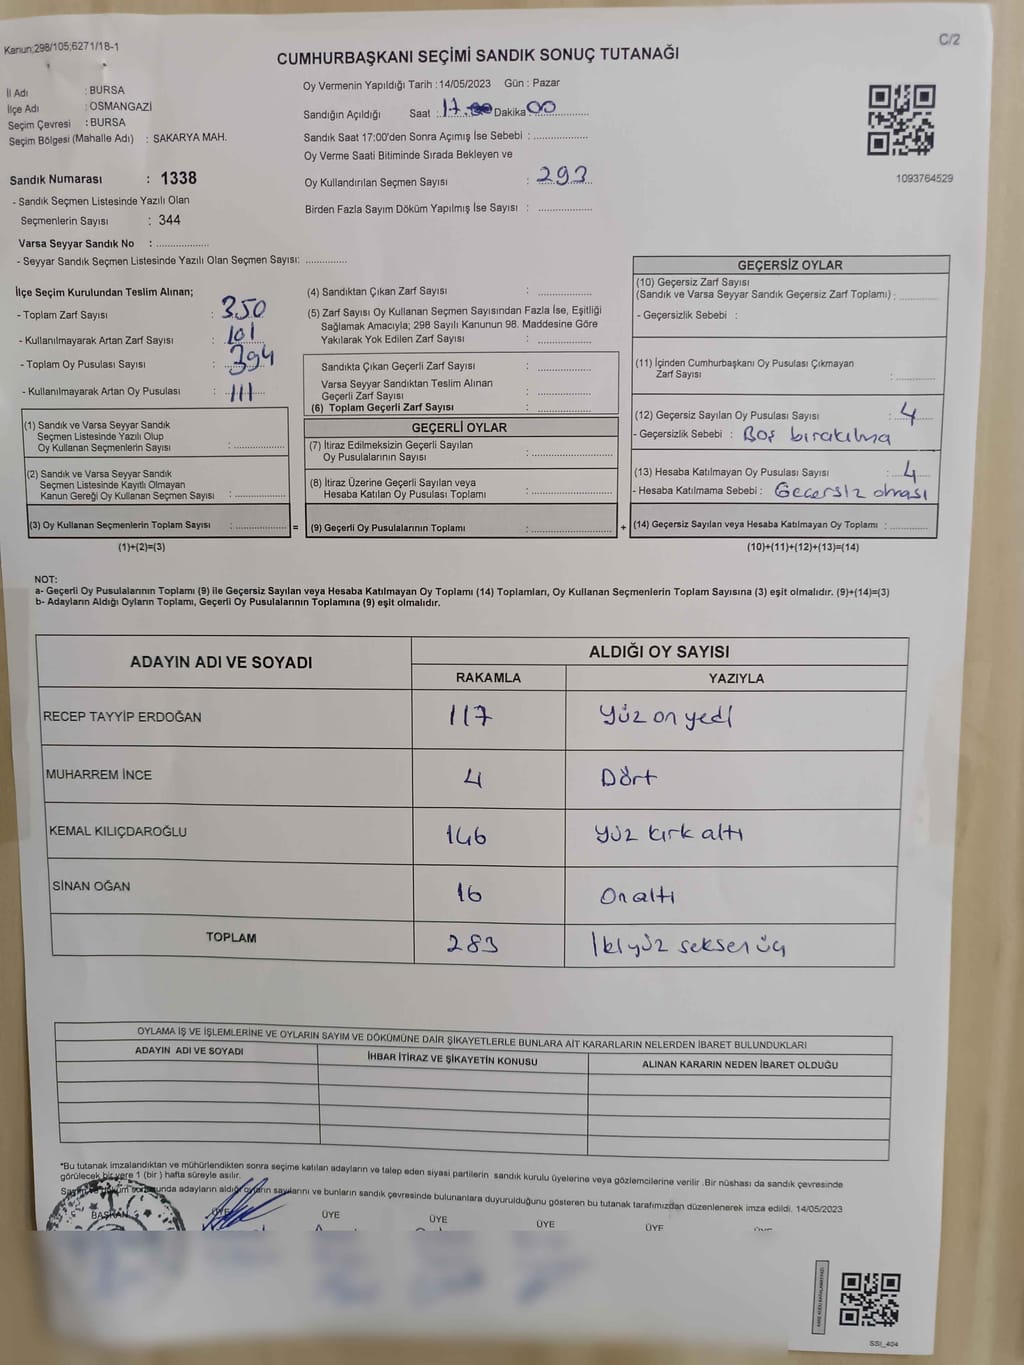 Kanun;298/105;6271/18-1
C/2
CUMHURBAŞKANI SEÇİMİ SANDIK SONUÇ TUTANAĞI
İl Adı : BURSA
İlçe Adı : OSMANGAZİ
Seçim Çevresi : BURSA
Seçim Bölgesi (Mahalle Adı) : SAKARYA MAH.
Sandık Numarası : 1338
- Sandık Seçmen Listesinde Yazılı Olan
Seçmenlerin Sayısı : 344
Varsa Seyyar Sandık No : ..................
- Seyyar Sandık Seçmen Listesinde Yazılı Olan Seçmen Sayısı: ..............
Oy Vermenin Yapıldığı Tarih : 14/05/2023 Gün : Pazar
Sandığın Açıldığı Saat : 17.00 Dakika 00
Sandık Saat 17:00'den Sonra Açımış İse Sebebi : ..................
Oy Verme Saati Bitiminde Sırada Bekleyen ve
Oy Kullandırılan Seçmen Sayısı : 293
Birden Fazla Sayım Döküm Yapılmış İse Sayısı : ..................
1093764529
İlçe Seçim Kurulundan Teslim Alınan;
- Toplam Zarf Sayısı : 350
- Kullanılmayarak Artan Zarf Sayısı : 101
- Toplam Oy Pusulası Sayısı : 394
- Kullanılmayarak Artan Oy Pusulası : 111
(1) Sandık ve Varsa Seyyar Sandık
Seçmen Listesinde Yazılı Olup
Oy Kullanan Seçmenlerin Sayısı : ..................
(2) Sandık ve Varsa Seyyar Sandık
Seçmen Listesinde Kayıtlı Olmayan
Kanun Gereği Oy Kullanan Seçmen Sayısı : ..................
(3) Oy Kullanan Seçmenlerin Toplam Sayısı : .................. =
(1)+(2)=(3)
(4) Sandıktan Çıkan Zarf Sayısı : ..................
(5) Zarf Sayısı Oy Kullanan Seçmen Sayısından Fazla İse, Eşitliği
Sağlamak Amacıyla; 298 Sayılı Kanunun 98. Maddesine Göre
Yakılarak Yok Edilen Zarf Sayısı : ..................
Sandıkta Çıkan Geçerli Zarf Sayısı : ..................
Varsa Seyyar Sandıktan Teslim Alınan
Geçerli Zarf Sayısı : ..................
(6) Toplam Geçerli Zarf Sayısı : ..................
GEÇERLİ OYLAR
(7) İtiraz Edilmeksizin Geçerli Sayılan
Oy Pusulalarının Sayısı : ..................
(8) İtiraz Üzerine Geçerli Sayılan veya
Hesaba Katılan Oy Pusulası Toplamı : ..................
(9) Geçerli Oy Pusulalarının Toplamı : .................. +
GEÇERSİZ OYLAR
(10) Geçersiz Zarf Sayısı
(Sandık ve Varsa Seyyar Sandık Geçersiz Zarf Toplamı) : ..............
- Geçersizlik Sebebi :
(11) İçinden Cumhurbaşkanı Oy Pusulası Çıkmayan
Zarf Sayısı : ..............
(12) Geçersiz Sayılan Oy Pusulası Sayısı : 4
- Geçersizlik Sebebi : Boş bırakılma
(13) Hesaba Katılmayan Oy Pusulası Sayısı : 4
- Hesaba Katılmama Sebebi : Geçersiz olması
(14) Geçersiz Sayılan veya Hesaba Katılmayan Oy Toplamı : ..............
(10)+(11)+(12)+(13)=(14)
NOT:
a- Geçerli Oy Pusulalarının Toplamı (9) ile Geçersiz Sayılan veya Hesaba Katılmayan Oy Toplamı (14) Toplamları, Oy Kullanan Seçmenlerin Toplam Sayısına (3) eşit olmalıdır. (9)+(14)=(3)
b- Adayların Aldığı Oyların Toplamı, Geçerli Oy Pusulalarının Toplamına (9) eşit olmalıdır.
ADAYIN ADI VE SOYADI ALDIĞI OY SAYISI
RAKAMLA YAZIYLA
RECEP TAYYİP ERDOĞAN 117 Yüz on yedi
MUHARREM İNCE 4 Dört
KEMAL KILIÇDAROĞLU 146 Yüz kırk altı
SİNAN OĞAN 16 On altı
TOPLAM 283 İkiyüz seksen üç
OYLAMA İŞ VE İŞLEMLERİNE VE OYLARIN SAYIM VE DÖKÜMÜNE DAİR ŞİKAYETLERLE BUNLARA AİT KARARLARIN NELERDEN İBARET BULUNDUKLARI
ADAYIN ADI VE SOYADI İHBAR İTİRAZ VE ŞİKAYETİN KONUSU ALINAN KARARIN NEDEN İBARET OLDUĞU
*Bu tutanak imzalandıktan ve mühürlendikten sonra seçime katılan adayların ve talep eden siyasi partilerin sandık kurulu üyelerine veya gözlemcilerine verilir .Bir nüshası da sandık çevresinde
görülecek bir yere 1 (bir ) hafta süreyle asılır.
adayların aldığı oyların sayılarını ve bunların sandık çevresinde bulunanlara duyurulduğunu gösteren bu tutanak tarafımızdan düzenlenerek imza edildi. 14/05/2023
BAŞKAN ÜYE ÜYE ÜYE ÜYE ÜYE
SSI_404